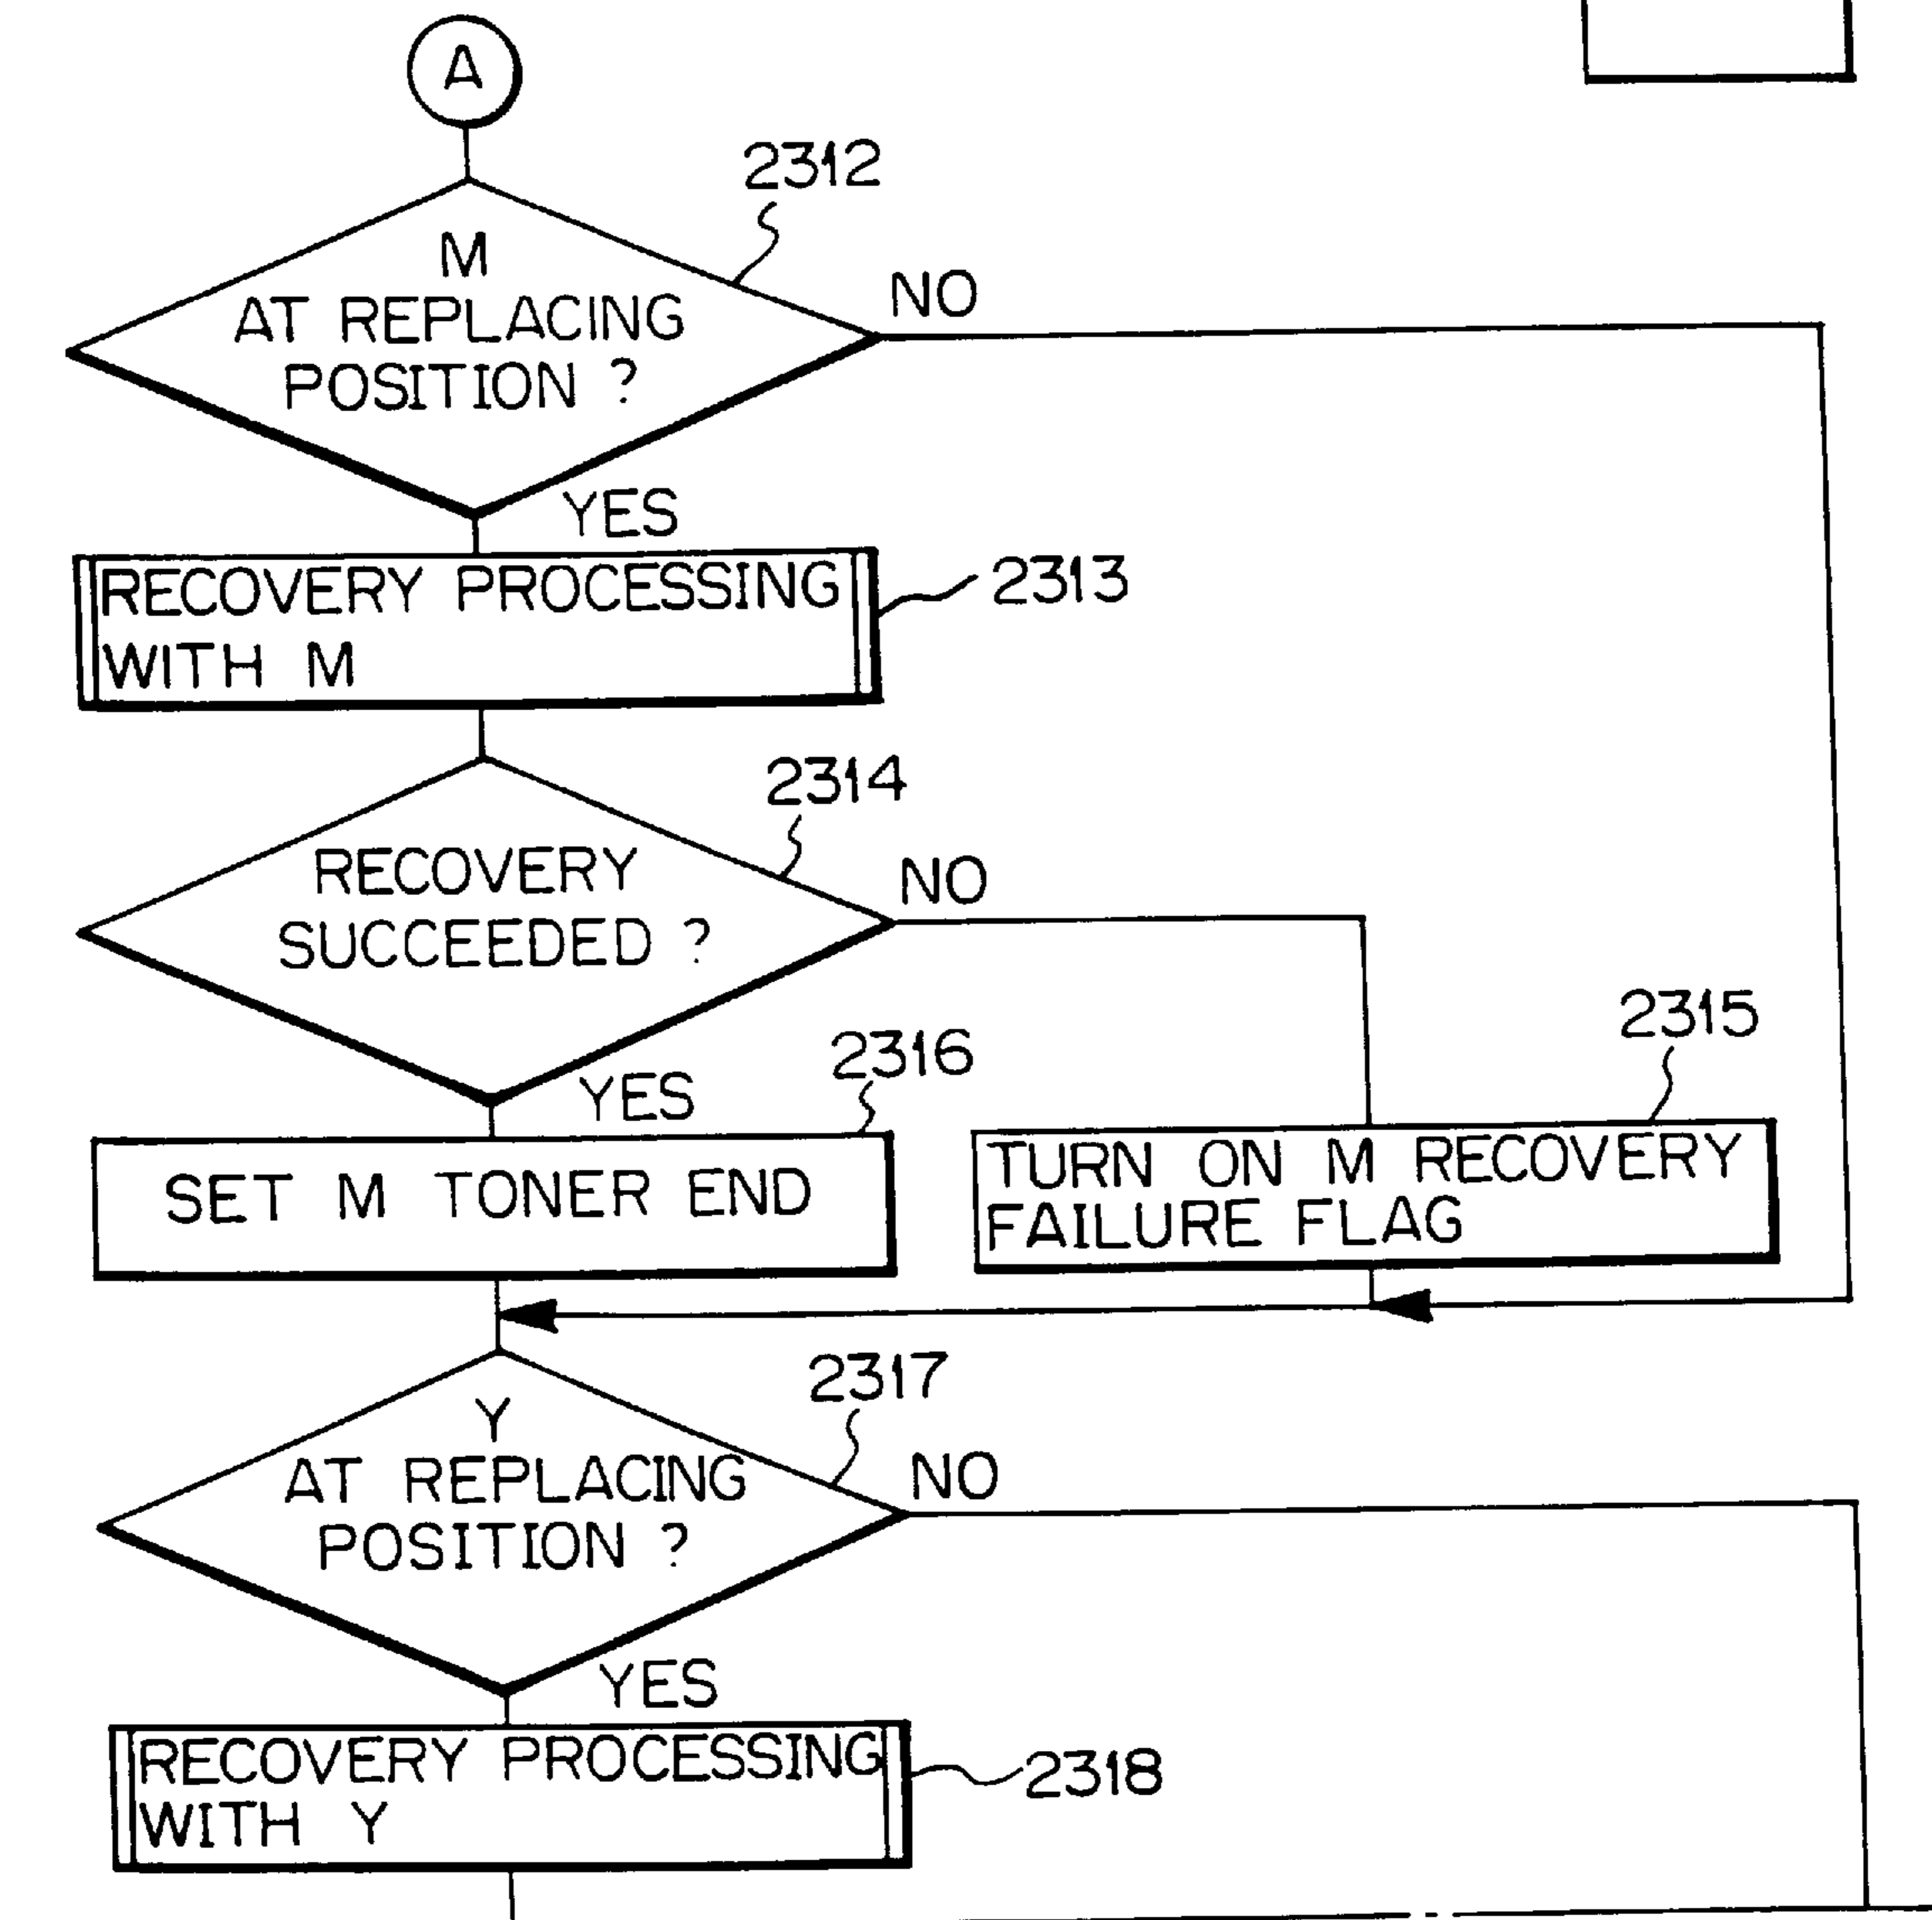 A
2312
M
AT REPLACING
POSITION ?
NO
YES
RECOVERY PROCESSING
WITH M
2313
2314
RECOVERY
SUCCEEDED ?
NO
YES
2316
2315
SET M TONER END
TURN ON M RECOVERY
FAILURE FLAG
2317
Y
AT REPLACING
POSITION ?
NO
YES
RECOVERY PROCESSING
WITH Y
2318